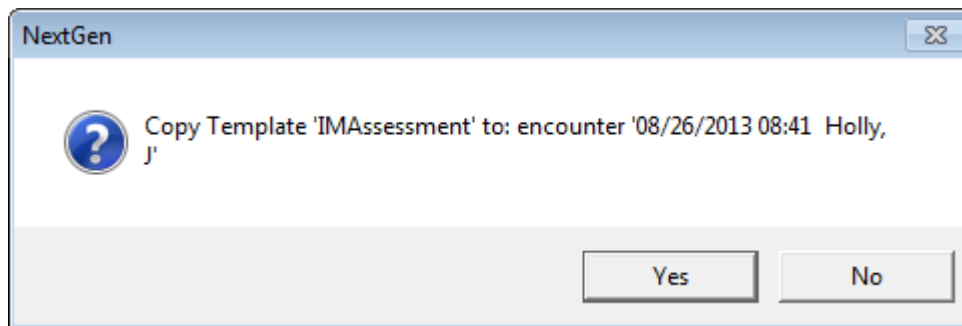 NextGen
?
Copy Template 'IMAssessment' to: encounter '08/26/2013 08:41  Holly,
J'
Yes
No